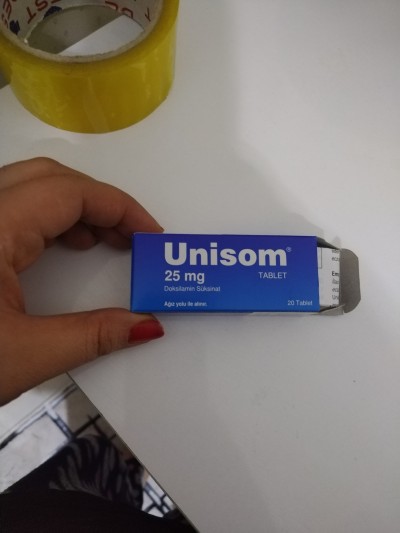 Unisom®
25 mg
TABLET
Doksilamin Süksinat
Ağız yolu ile alınır.
20 Tablet